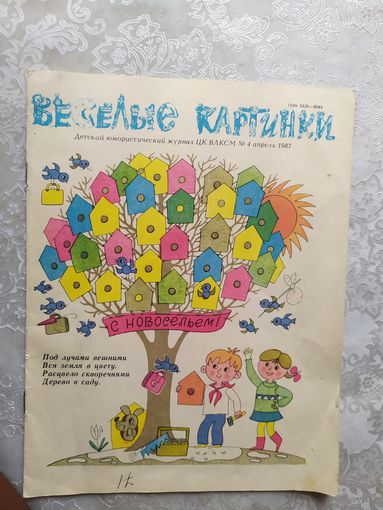 ISSN 0320—8044
ВЕСЕЛЫЕ КАРТИНКИ
Детский юмористический журнал ЦК ВЛКСМ № 4 апрель 1987
С НОВОСЕЛЬЕМ!
Под лучами вешними
Вся земля в цвету.
Расцвело скворечнями
Дерево в саду.